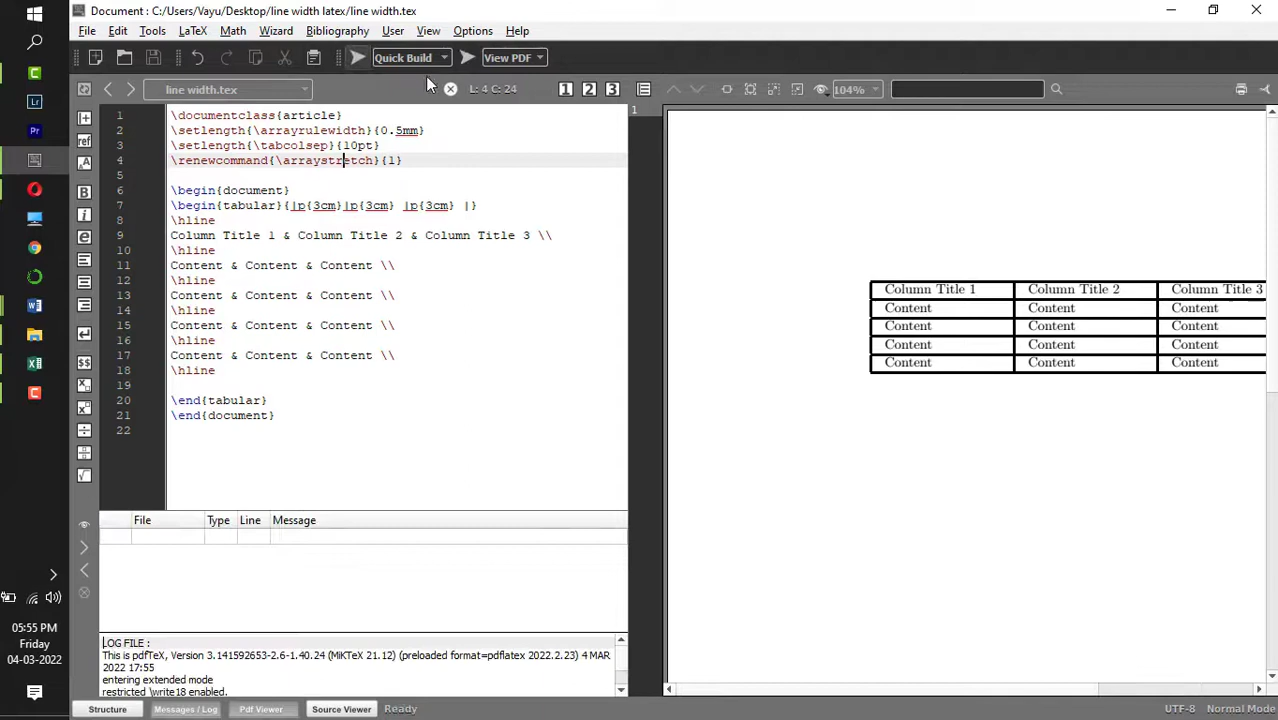 Document : C:/Users/Vayu/Desktop/line width latex/line width.tex
File Edit Tools LaTeX Math Wizard Bibliography User View Options Help
Quick Build View PDF
line width.tex L: 4 C: 24 1 2 3 104%
1 \documentclass{article}
2 \setlength{\arrayrulewidth}{0.5mm}
3 \setlength{\tabcolsep}{10pt}
4 \renewcommand{\arraystretch}{1}
5
6 \begin{document}
7 \begin{tabular}{|p{3cm}|p{3cm} |p{3cm} |}
8 \hline
9 Column Title 1 & Column Title 2 & Column Title 3 \\
10 \hline
11 Content & Content & Content \\
12 \hline
13 Content & Content & Content \\
14 \hline
15 Content & Content & Content \\
16 \hline
17 Content & Content & Content \\
18 \hline
19
20 \end{tabular}
21 \end{document}
22
1
Column Title 1 Column Title 2 Column Title 3
Content Content Content
Content Content Content
Content Content Content
Content Content Content
File Type Line Message
LOG FILE :
This is pdfTeX, Version 3.141592653-2.6-1.40.24 (MiKTeX 21.12) (preloaded format=pdflatex 2022.2.23) 4 MAR
2022 17:55
entering extended mode
restricted \write18 enabled.
Structure Messages / Log Pdf Viewer Source Viewer Ready UTF-8 Normal Mode
Lr
Pr
ref
B
i
e
$$
05:55 PM
Friday
04-03-2022